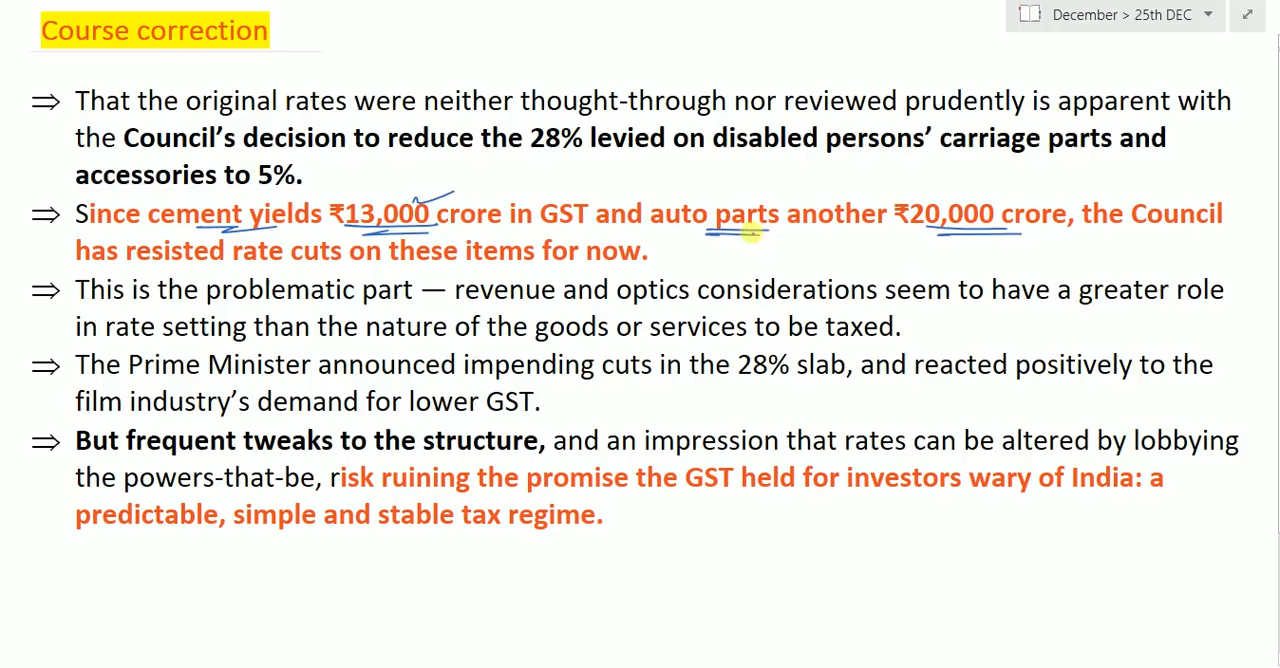 Course correction
December > 25th DEC
⇒ That the original rates were neither thought-through nor reviewed prudently is apparent with
the Council’s decision to reduce the 28% levied on disabled persons’ carriage parts and
accessories to 5%.
⇒ Since cement yields ₹13,000 crore in GST and auto parts another ₹20,000 crore, the Council
has resisted rate cuts on these items for now.
⇒ This is the problematic part — revenue and optics considerations seem to have a greater role
in rate setting than the nature of the goods or services to be taxed.
⇒ The Prime Minister announced impending cuts in the 28% slab, and reacted positively to the
film industry’s demand for lower GST.
⇒ But frequent tweaks to the structure, and an impression that rates can be altered by lobbying
the powers-that-be, risk ruining the promise the GST held for investors wary of India: a
predictable, simple and stable tax regime.